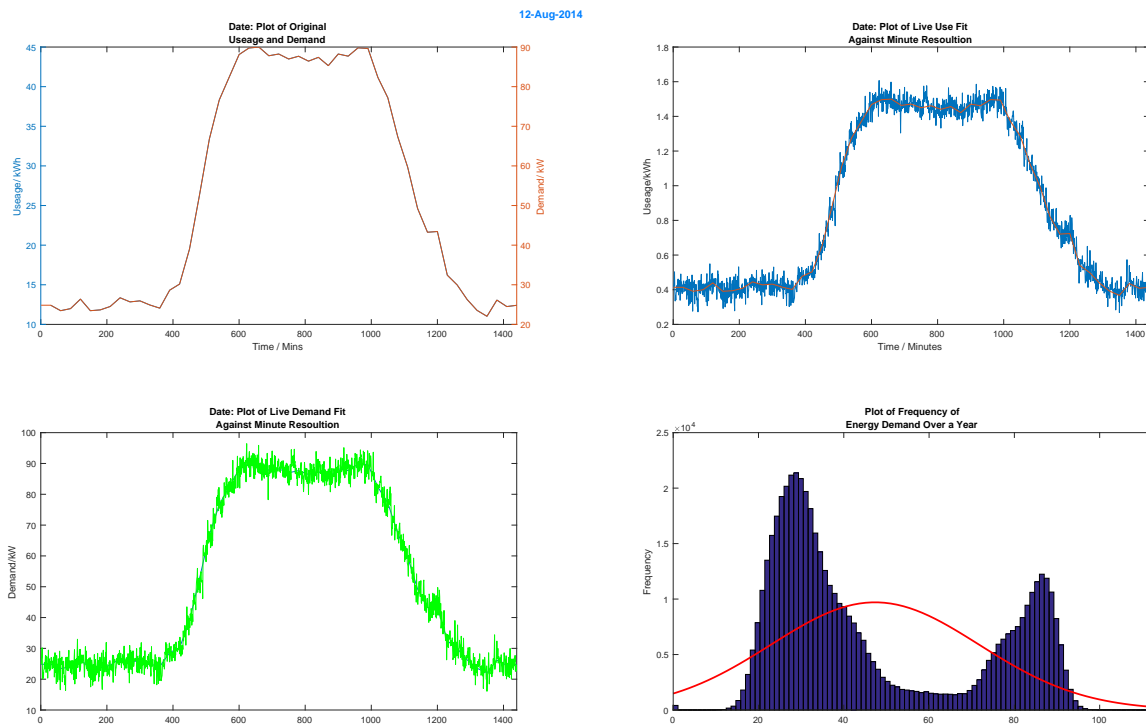 12-Aug-2014
Date: Plot of Original
Useage and Demand
45
40
35
30
25
20
15
10
Useage/ kWh
90
80
70
60
50
40
30
20
Demand/ kW
0 200 400 600 800 1000 1200 1400
Time / Mins
Date: Plot of Live Use Fit
Against Minute Resoultion
1.8
1.6
1.4
1.2
1
0.8
0.6
0.4
0.2
Useage/kWh
0 200 400 600 800 1000 1200 1400
Time / Minutes
Date: Plot of Live Demand Fit
Against Minute Resoultion
100
90
80
70
60
50
40
30
20
10
Demand/kW
0 200 400 600 800 1000 1200 1400
Plot of Frequency of
Energy Demand Over a Year
×10⁴
2.5
2
1.5
1
0.5
0
Frequency
0 20 40 60 80 100